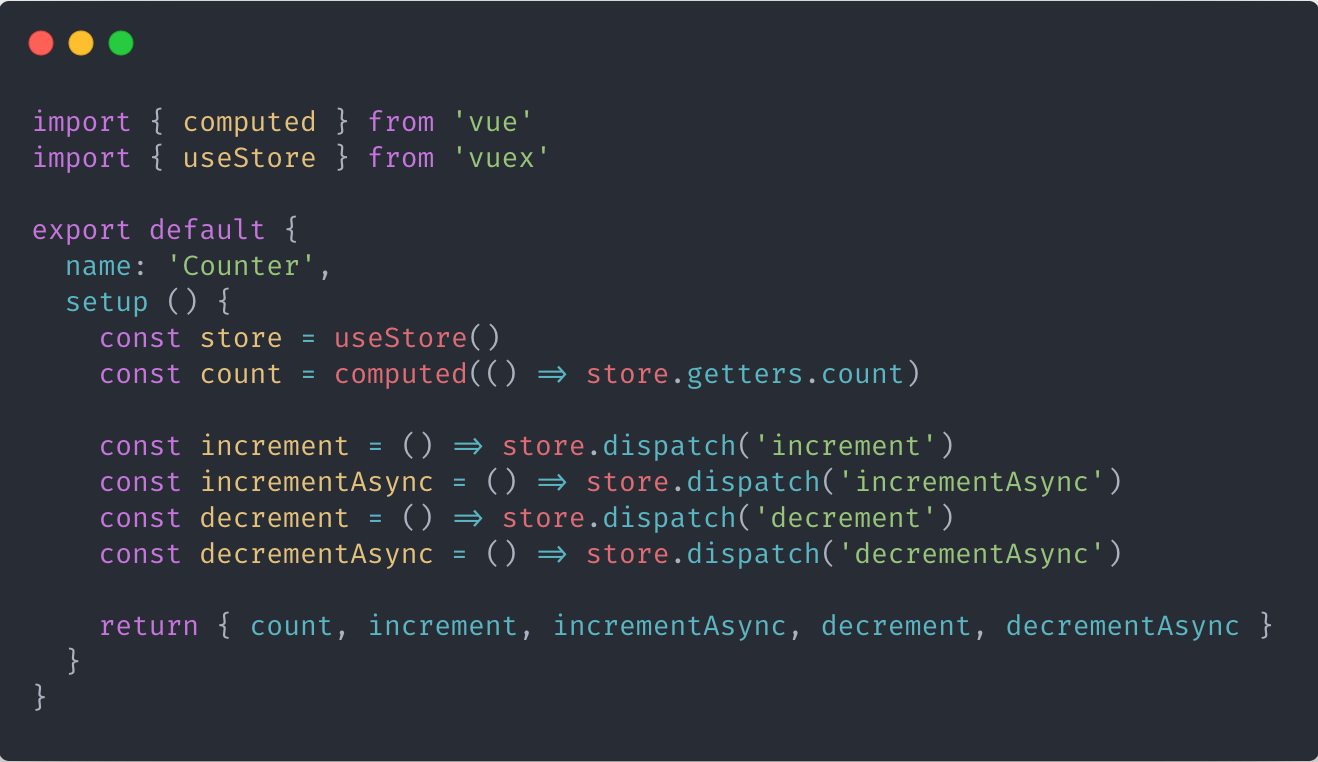 import { computed } from 'vue'
import { useStore } from 'vuex'

export default {
  name: 'Counter',
  setup () {
    const store = useStore()
    const count = computed(() => store.getters.count)

    const increment = () => store.dispatch('increment')
    const incrementAsync = () => store.dispatch('incrementAsync')
    const decrement = () => store.dispatch('decrement')
    const decrementAsync = () => store.dispatch('decrementAsync')

    return { count, increment, incrementAsync, decrement, decrementAsync }
  }
}